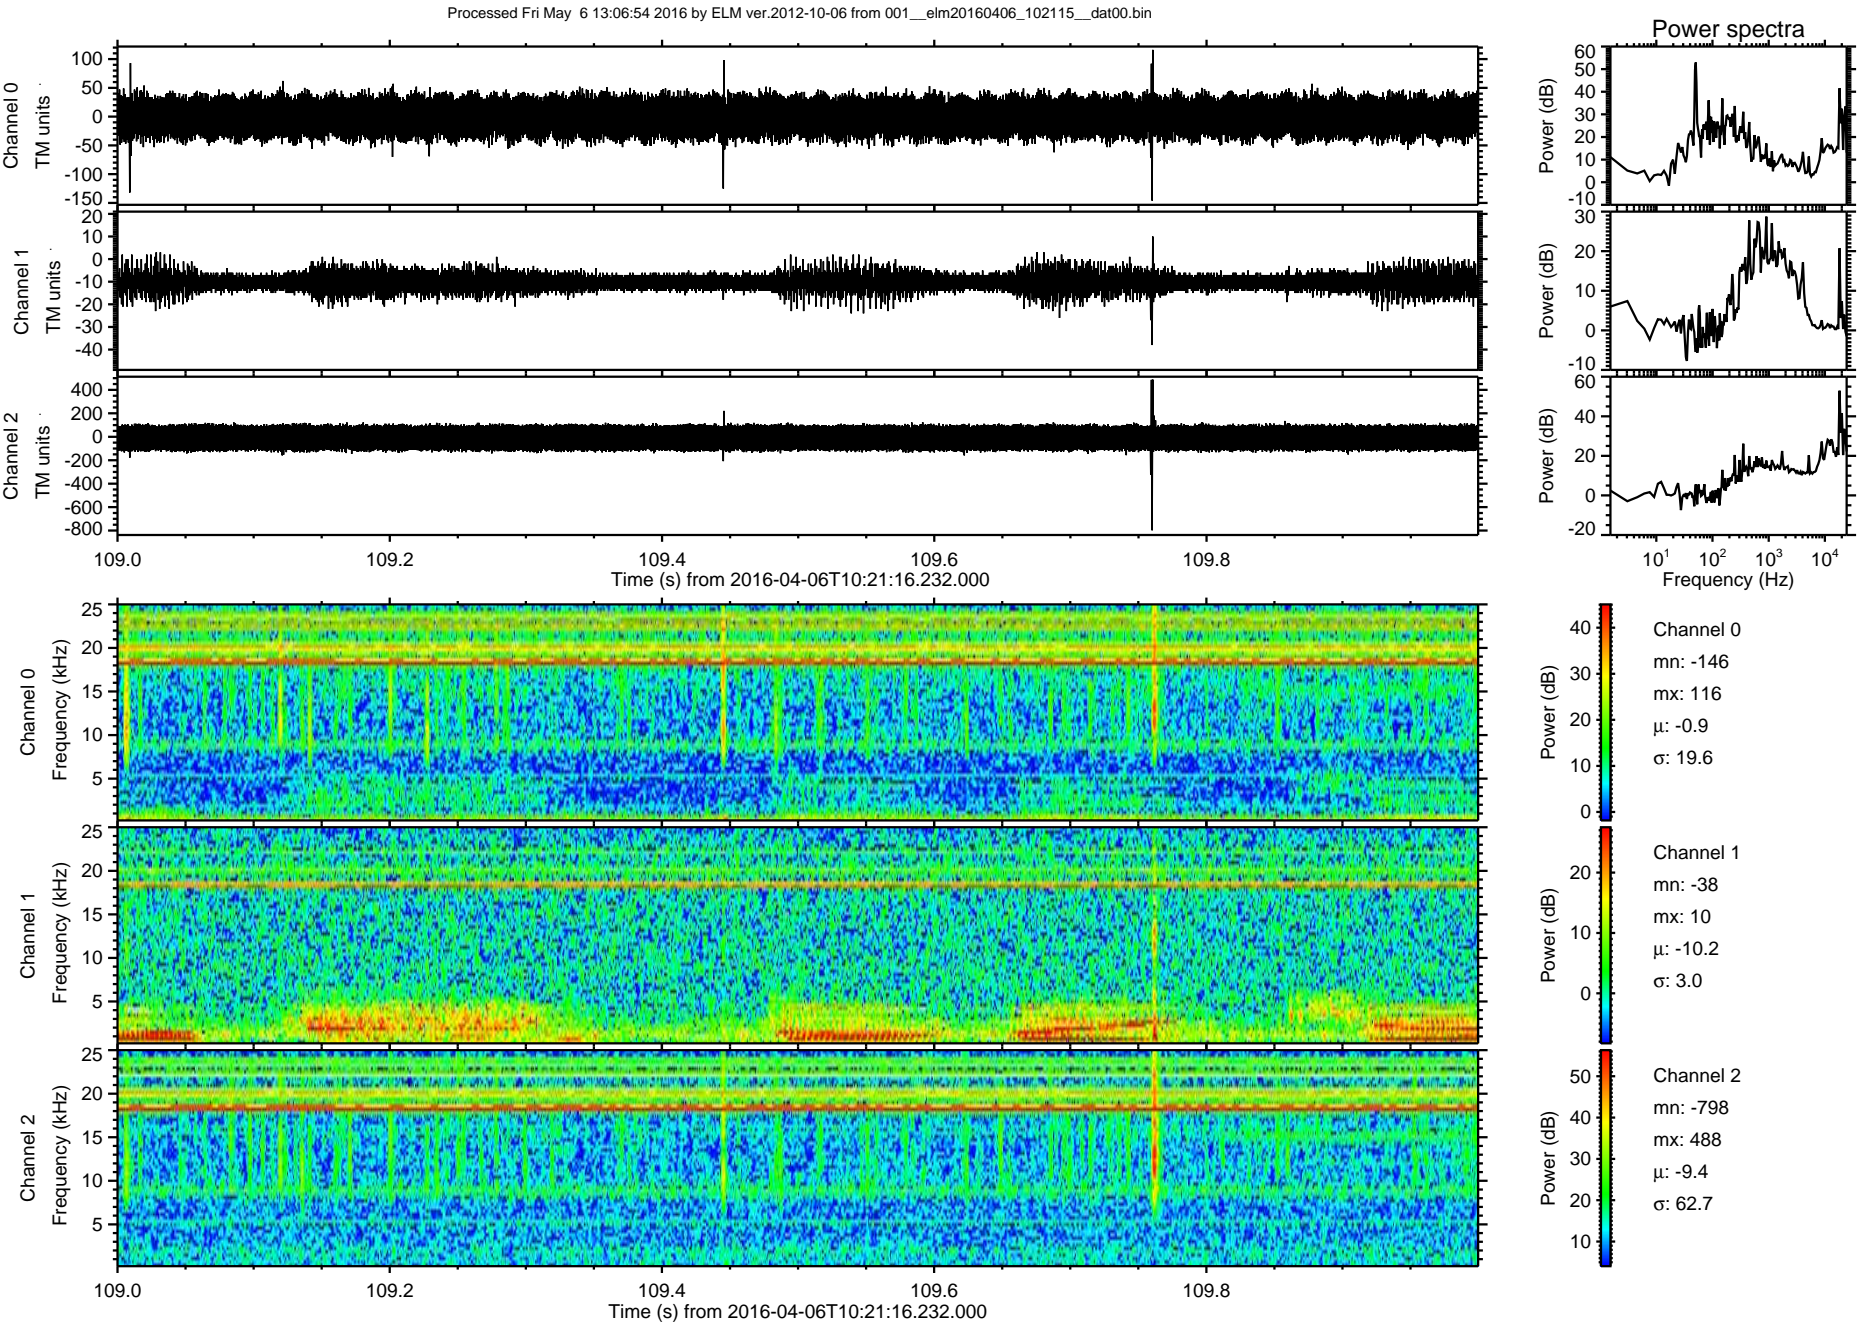 Processed Fri May  6 13:06:54 2016 by ELM ver.2012-10-06 from 001__elm20160406_102115__dat00.bin
Power spectra
Channel 0
TM units
100
50
0
-50
-100
-150
Power (dB)
60
50
40
30
20
10
0
-10
Channel 1
TM units
20
10
0
-10
-20
-30
-40
Power (dB)
30
20
10
0
-10
Channel 2
TM units
400
200
0
-200
-400
-600
-800
Power (dB)
60
40
20
0
-20
109.0 109.2 109.4 109.6 109.8
Time (s) from 2016-04-06T10:21:16.232.000
10¹ 10² 10³ 10⁴
Frequency (Hz)
Channel 0
Frequency (kHz)
25
20
15
10
5
Power (dB)
40
30
20
10
0
Channel 0
mn: -146
mx: 116
μ: -0.9
σ: 19.6
Channel 1
Frequency (kHz)
25
20
15
10
5
Power (dB)
20
10
0
Channel 1
mn: -38
mx: 10
μ: -10.2
σ: 3.0
Channel 2
Frequency (kHz)
25
20
15
10
5
Power (dB)
50
40
30
20
10
Channel 2
mn: -798
mx: 488
μ: -9.4
σ: 62.7
109.0 109.2 109.4 109.6 109.8
Time (s) from 2016-04-06T10:21:16.232.000